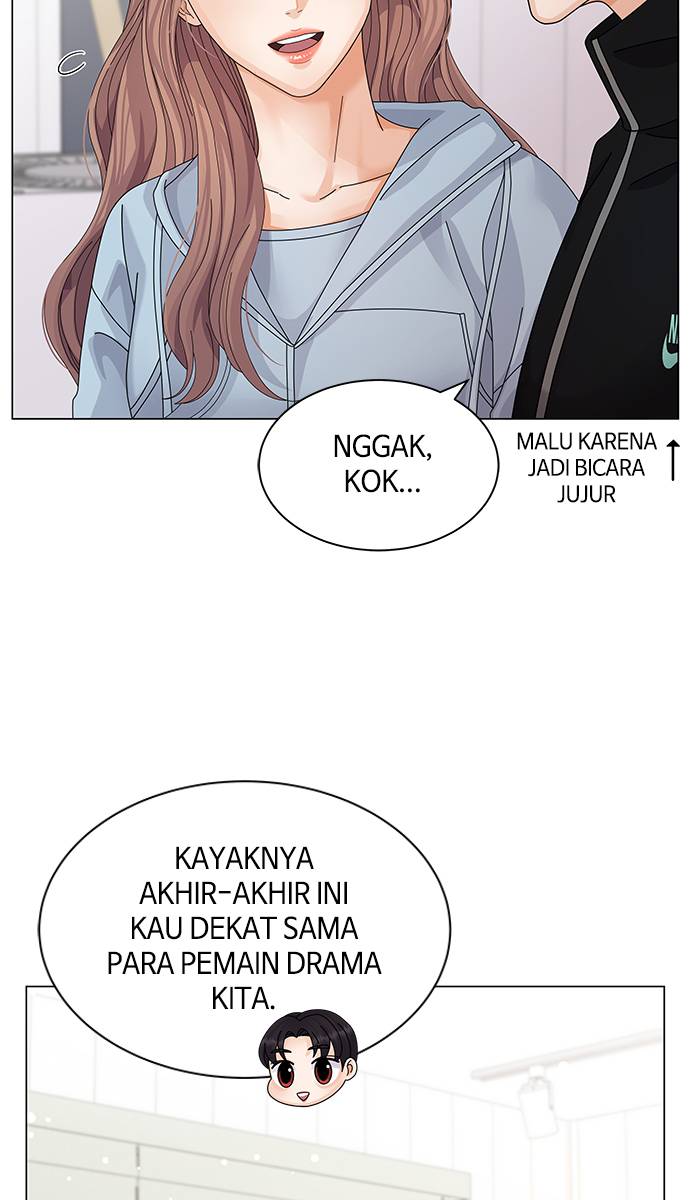 NGGAK,
KOK...
MALU KARENA
JADI BICARA
JUJUR
KAYAKNYA
AKHIR-AKHIR INI
KAU DEKAT SAMA
PARA PEMAIN DRAMA
KITA.